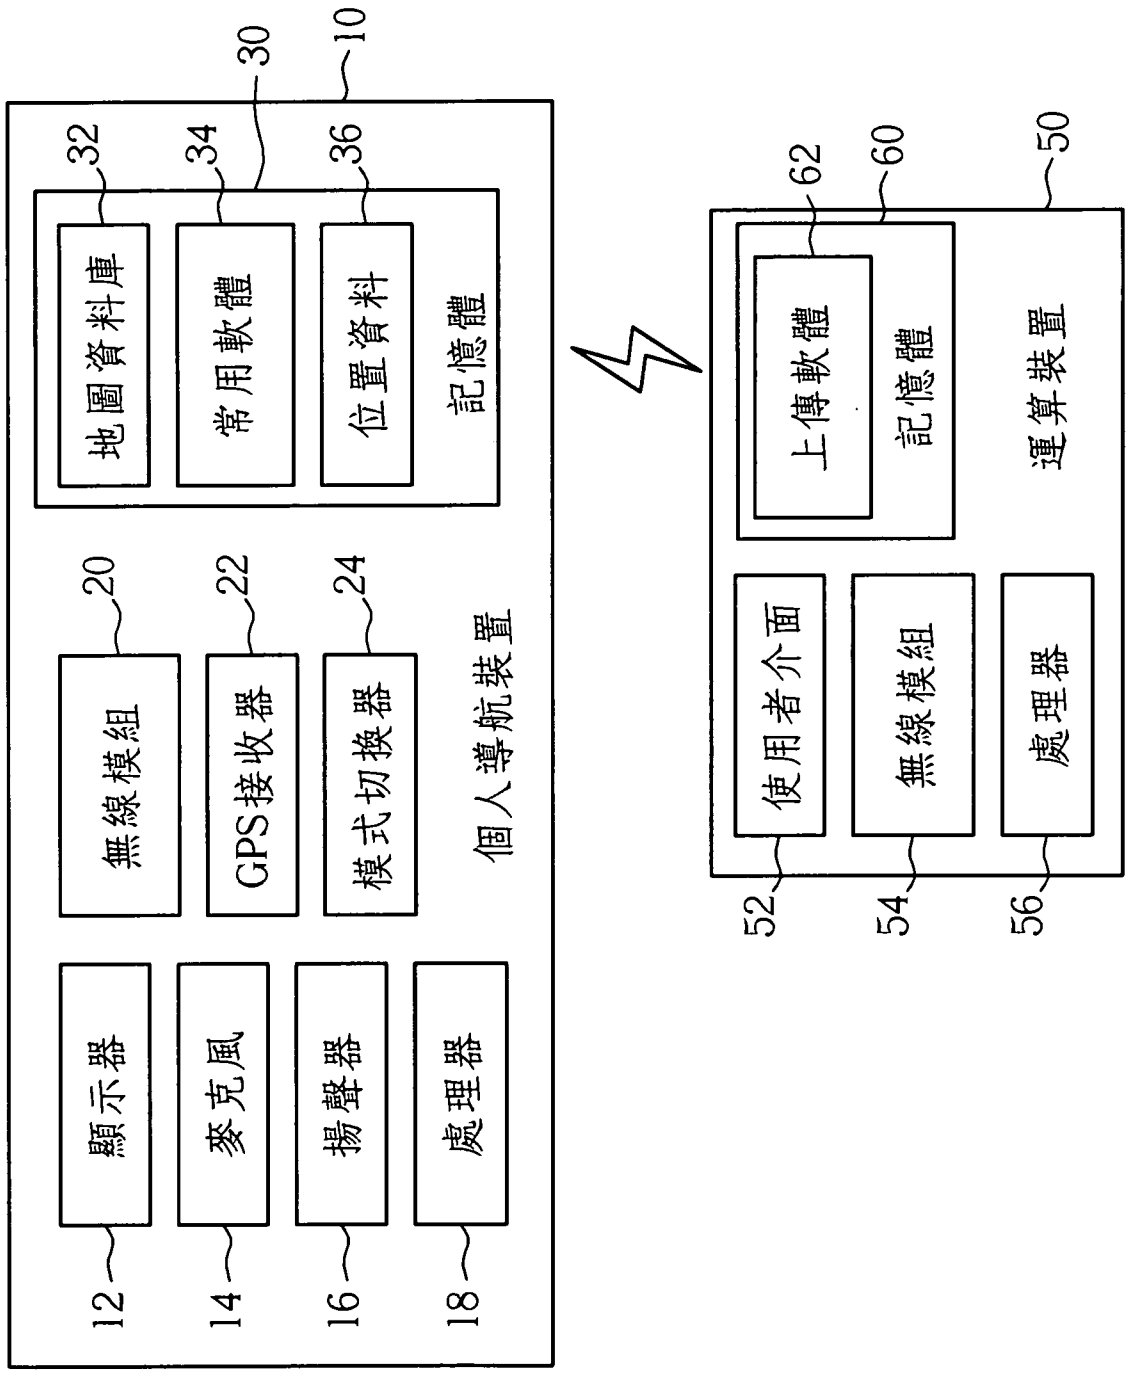 12
顯示器
14
麥克風
16
揚聲器
18
處理器
20
無線模組
22
GPS接收器
24
模式切換器
個人導航裝置
32
地圖資料庫
34
常用軟體
36
位置資料
記憶體
30
10
52
使用者介面
54
無線模組
56
處理器
62
上傳軟體
記憶體
60
運算裝置
50